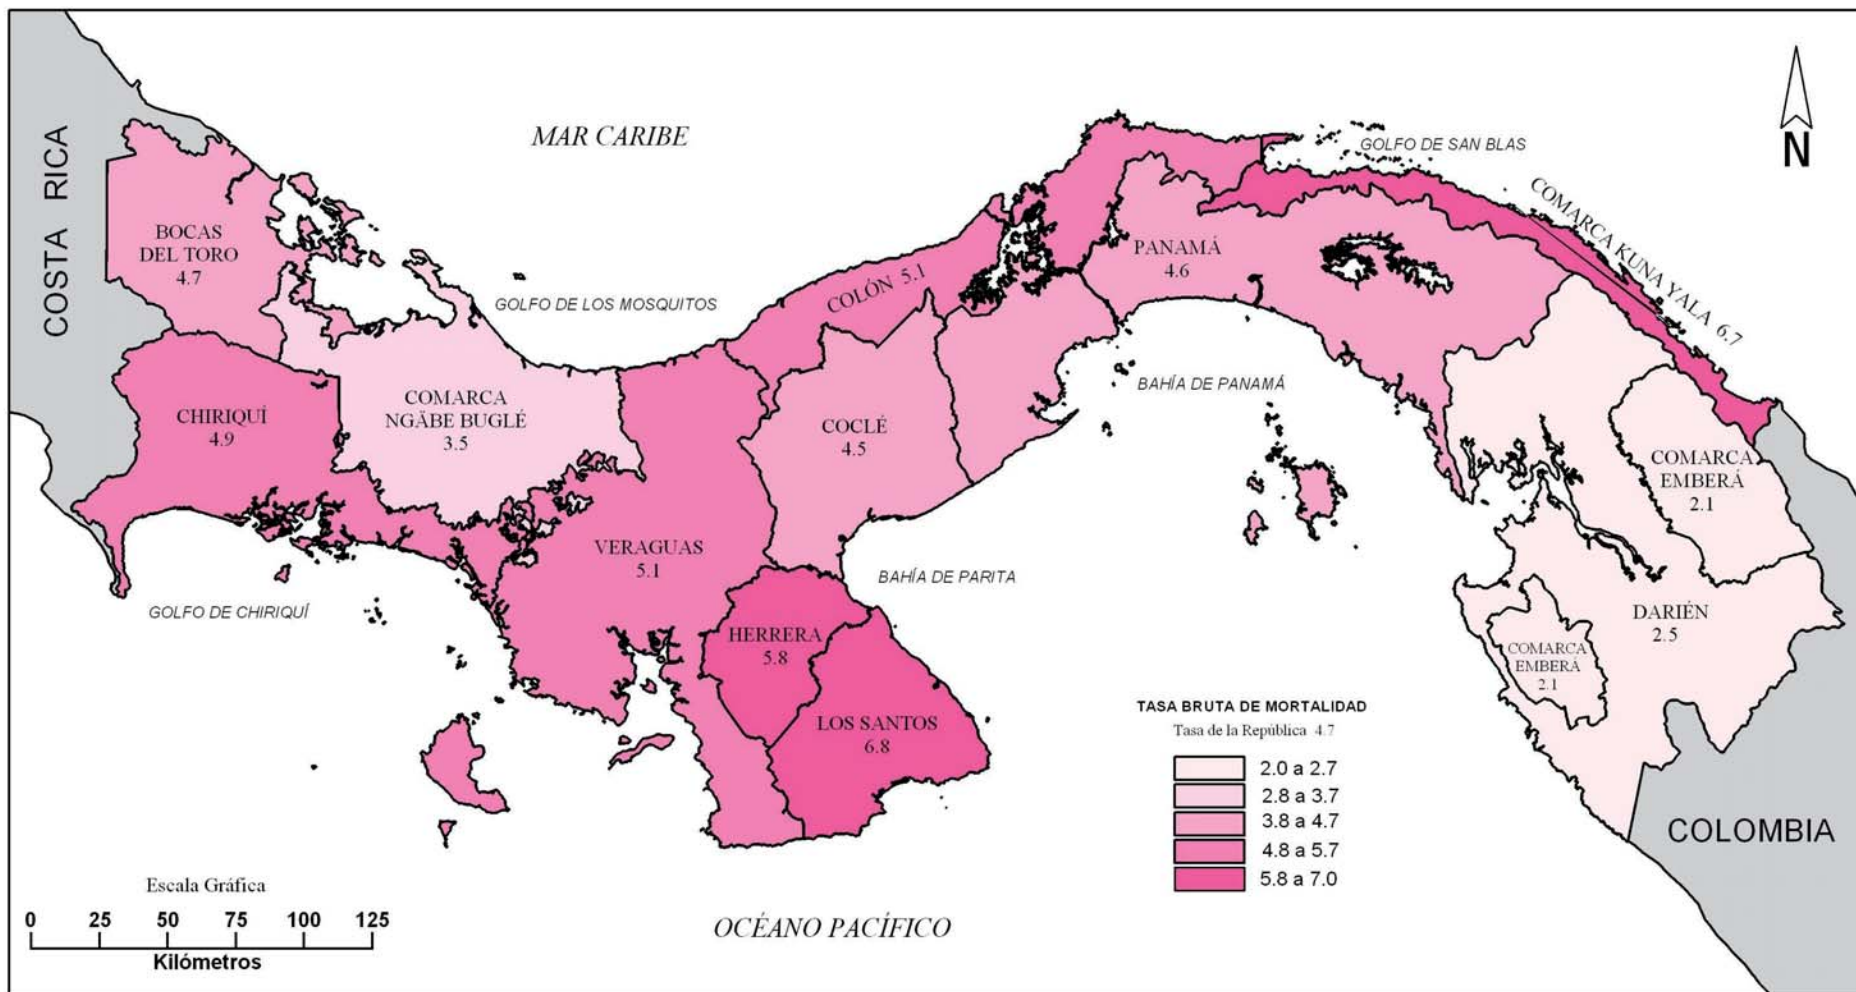 MAR CARIBE
N
GOLFO DE SAN BLAS
COSTA RICA
COMARCA KUNA YALA 6.7
BOCAS
DEL TORO
4.7
PANAMÁ
4.6
COLÓN 5.1
GOLFO DE LOS MOSQUITOS
BAHÍA DE PANAMÁ
CHIRIQUÍ
4.9
COMARCA
NGÄBE BUGLÉ
3.5
COCLÉ
4.5
COMARCA
EMBERÁ
2.1
VERAGUAS
5.1
BAHÍA DE PARITA
GOLFO DE CHIRIQUÍ
HERRERA
5.8
DARIÉN
2.5
COMARCA
EMBERÁ
2.1
LOS SANTOS
6.8
TASA BRUTA DE MORTALIDAD
Tasa de la República 4.7
2.0 a 2.7
2.8 a 3.7
3.8 a 4.7
4.8 a 5.7
5.8 a 7.0
COLOMBIA
Escala Gráfica
0 25 50 75 100 125
Kilómetros
OCÉANO PACÍFICO